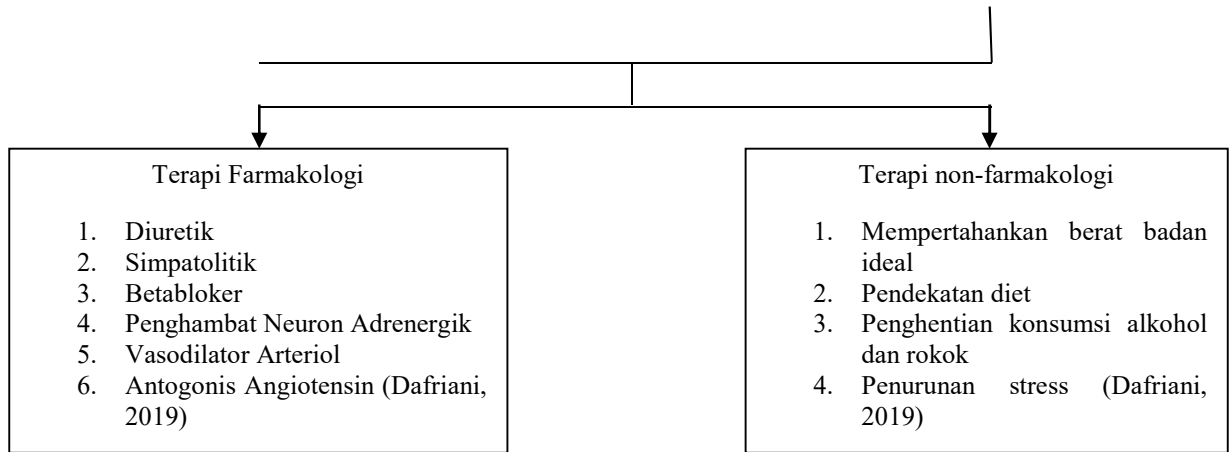 Terapi Farmakologi
1. Diuretik
2. Simpatolitik
3. Betabloker
4. Penghambat Neuron Adrenergik
5. Vasodilator Arteriol
6. Antogonis Angiotensin (Dafriani,
2019)
Terapi non-farmakologi
1. Mempertahankan berat badan
ideal
2. Pendekatan diet
3. Penghentian konsumsi alkohol
dan rokok
4. Penurunan stress (Dafriani,
2019)